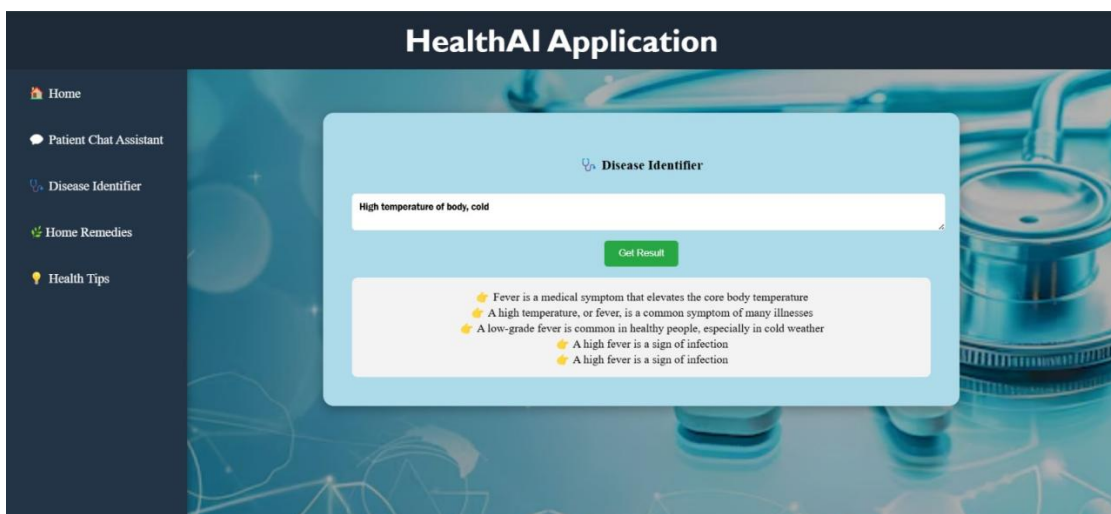 HealthAI Application
🏠 Home
💬 Patient Chat Assistant
🩺 Disease Identifier
🌿 Home Remedies
💡 Health Tips
🩺 Disease Identifier
High temperature of body, cold
Get Result
👉 Fever is a medical symptom that elevates the core body temperature
👉 A high temperature, or fever, is a common symptom of many illnesses
👉 A low-grade fever is common in healthy people, especially in cold weather
👉 A high fever is a sign of infection
👉 A high fever is a sign of infection